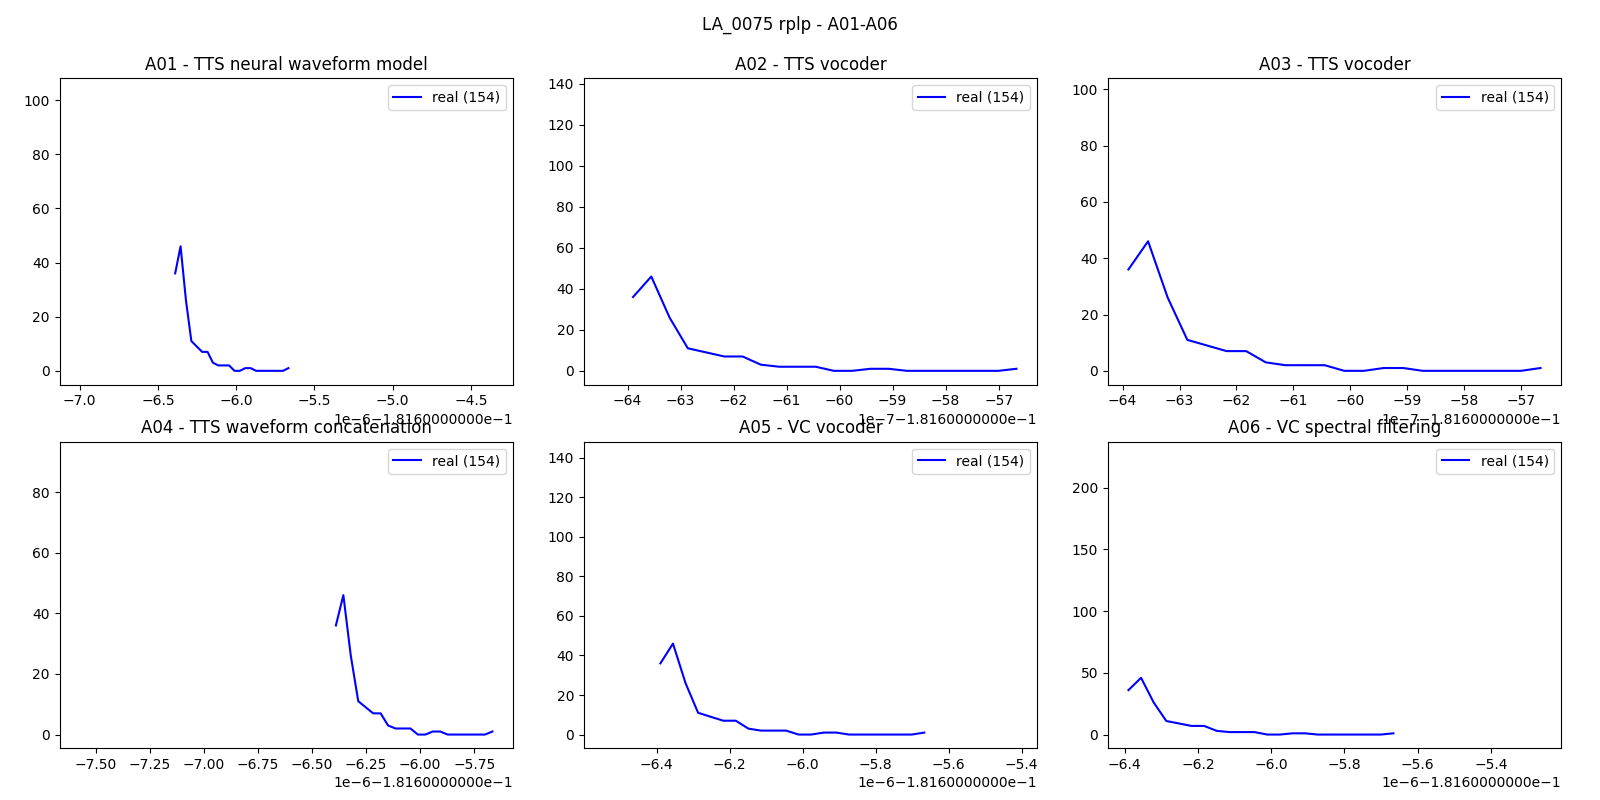 LA_0075 rplp - A01-A06
A01 - TTS neural waveform model
A02 - TTS vocoder
A03 - TTS vocoder
real (154)
real (154)
real (154)
100
80
60
40
20
0
140
120
100
80
60
40
20
0
100
80
60
40
20
0
−7.0 −6.5 −6.0 −5.5 −5.0 −4.5
−64 −63 −62 −61 −60 −59 −58 −57
−64 −63 −62 −61 −60 −59 −58 −57
1e−6−1.8160000000e−1
1e−7−1.8160000000e−1
1e−7−1.8160000000e−1
A04 - TTS waveform concatenation
A05 - VC vocoder
A06 - VC spectral filtering
real (154)
real (154)
real (154)
80
60
40
20
0
140
120
100
80
60
40
20
0
200
150
100
50
0
−7.50 −7.25 −7.00 −6.75 −6.50 −6.25 −6.00 −5.75
−6.4 −6.2 −6.0 −5.8 −5.6 −5.4
−6.4 −6.2 −6.0 −5.8 −5.6 −5.4
1e−6−1.8160000000e−1
1e−6−1.8160000000e−1
1e−6−1.8160000000e−1